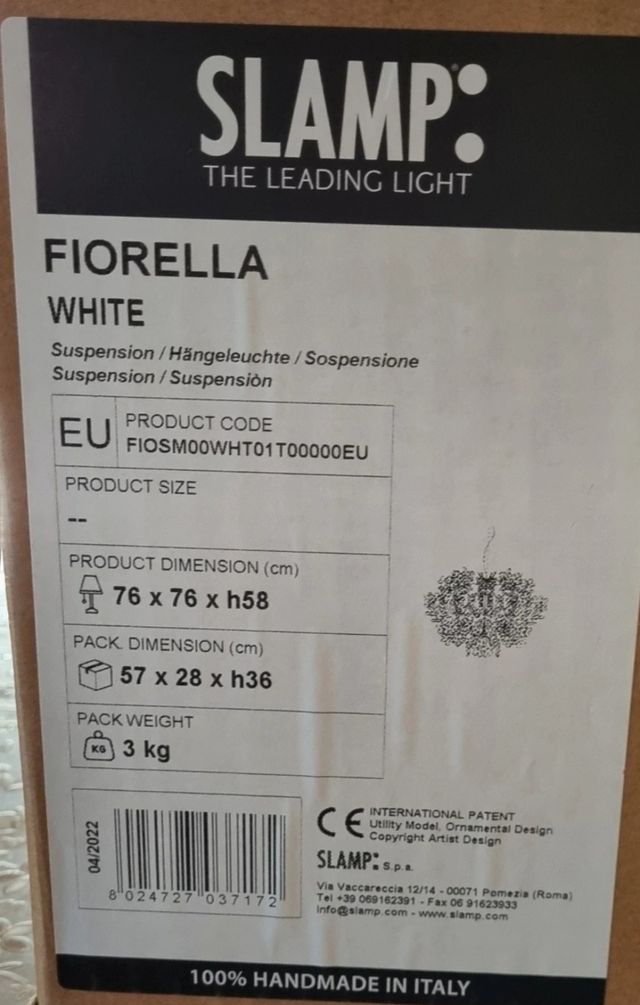 SLAMP:
THE LEADING LIGHT
FIORELLA
WHITE
Suspension / Hängeleuchte / Sospensione
Suspension / Suspensiòn
EU
PRODUCT CODE
FIOSM00WHT01T00000EU
PRODUCT SIZE
--
PRODUCT DIMENSION (cm)
76 x 76 x h58
PACK. DIMENSION (cm)
57 x 28 x h36
PACK WEIGHT
KG
3 kg
04/2022
8 024727 037172
CE
INTERNATIONAL PATENT
Utility Model, Ornamental Design
Copyright Artist Design
SLAMP: S.p.a.
Via Vaccareccia 12/14 - 00071 Pomezia (Roma)
Tel +39 069162391 - Fax 06 91623933
info@slamp.com - www.slamp.com
100% HANDMADE IN ITALY